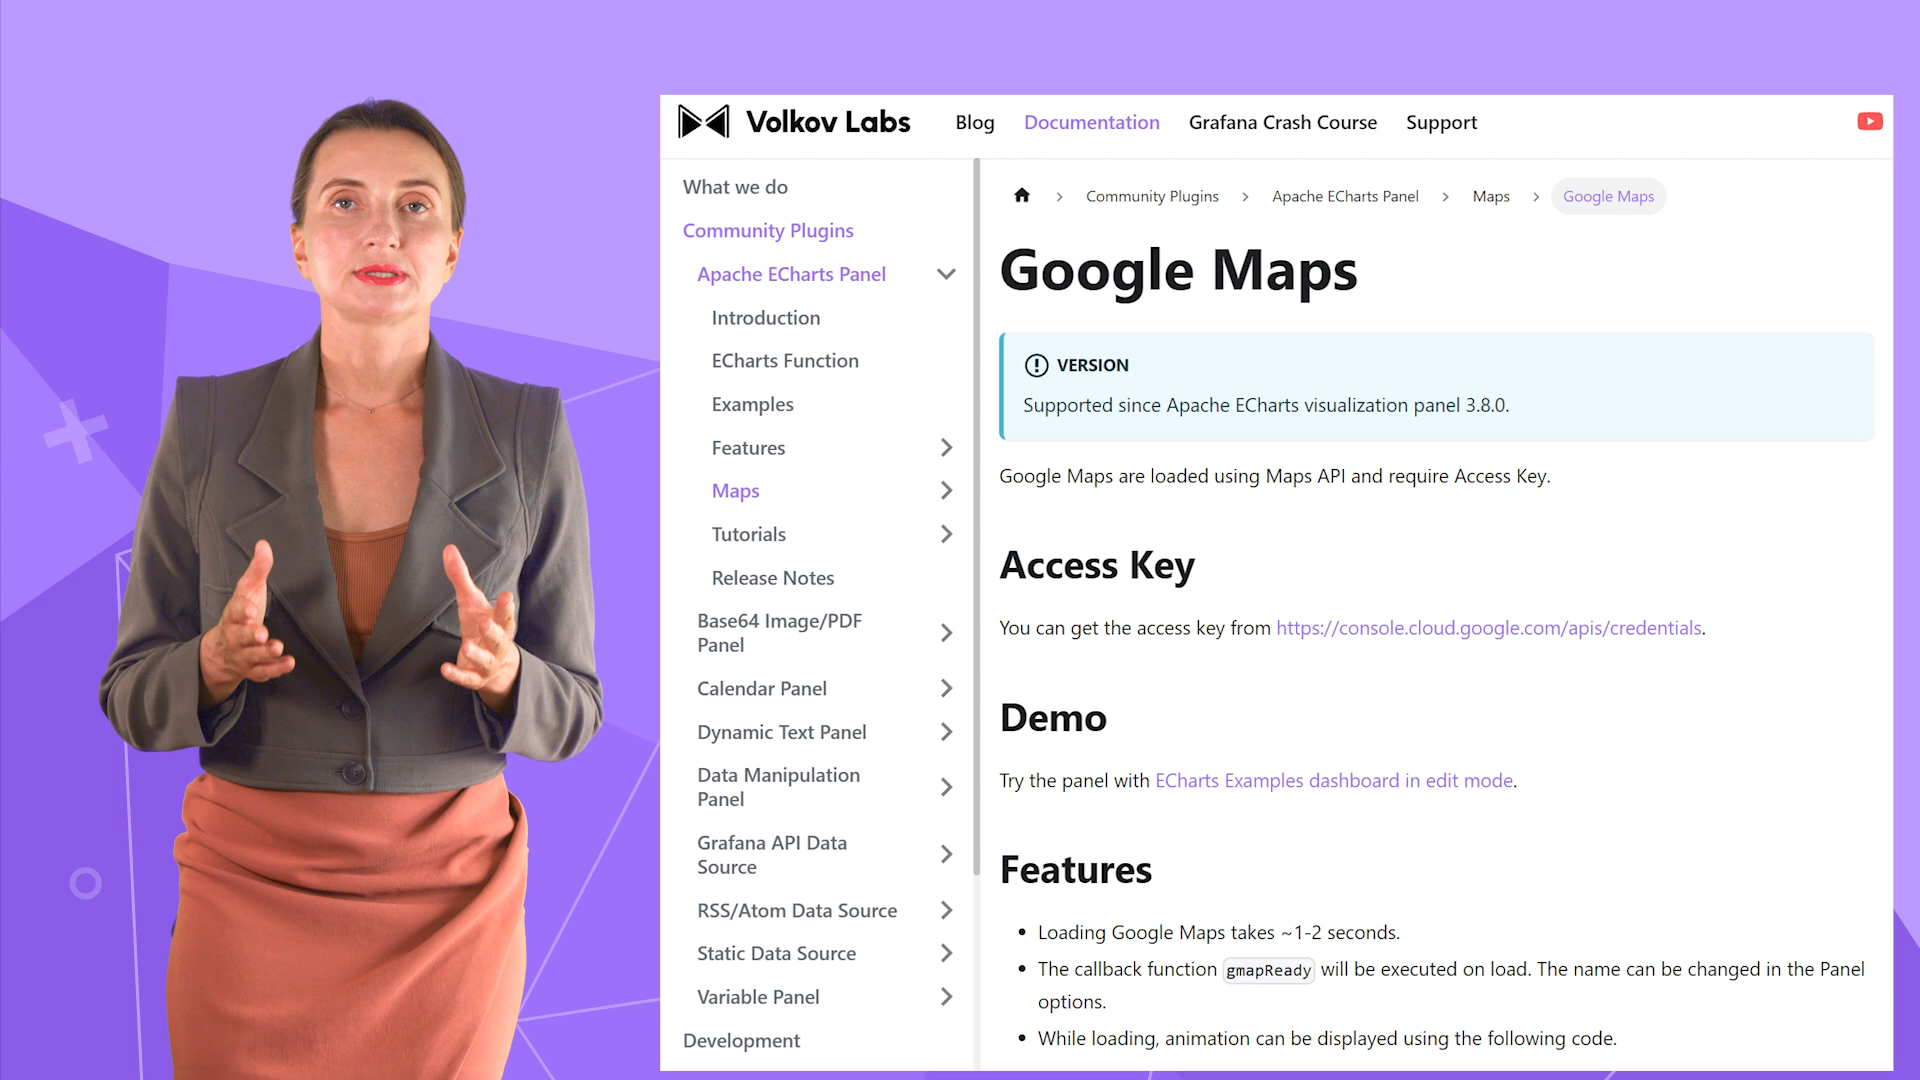 Volkov Labs
Blog
Documentation
Grafana Crash Course
Support
What we do
Community Plugins
Apache ECharts Panel
Introduction
ECharts Function
Examples
Features
Maps
Tutorials
Release Notes
Base64 Image/PDF
Panel
Calendar Panel
Dynamic Text Panel
Data Manipulation
Panel
Grafana API Data
Source
RSS/Atom Data Source
Static Data Source
Variable Panel
Development
Community Plugins
Apache ECharts Panel
Maps
Google Maps
Google Maps
VERSION
Supported since Apache ECharts visualization panel 3.8.0.
Google Maps are loaded using Maps API and require Access Key.
Access Key
You can get the access key from https://console.cloud.google.com/apis/credentials.
Demo
Try the panel with ECharts Examples dashboard in edit mode.
Features
• Loading Google Maps takes ~1-2 seconds.
• The callback function gmapReady will be executed on load. The name can be changed in the Panel
options.
• While loading, animation can be displayed using the following code.